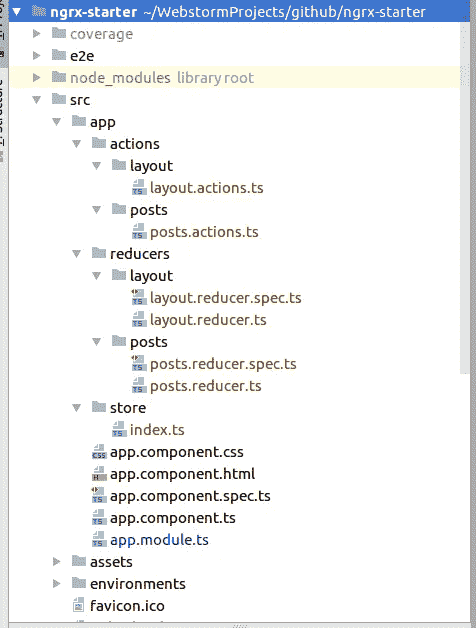 ngrx-starter ~/WebstormProjects/github/ngrx-starter
coverage
e2e
node_modules library root
src
app
actions
layout
layout.actions.ts
posts
posts.actions.ts
reducers
layout
layout.reducer.spec.ts
layout.reducer.ts
posts
posts.reducer.spec.ts
posts.reducer.ts
store
index.ts
app.component.css
app.component.html
app.component.spec.ts
app.component.ts
app.module.ts
assets
environments
favicon.ico